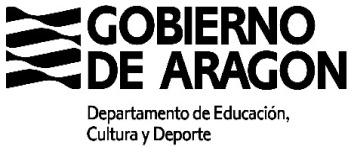 GOBIERNO
DE ARAGON
Departamento de Educación,
Cultura y Deporte